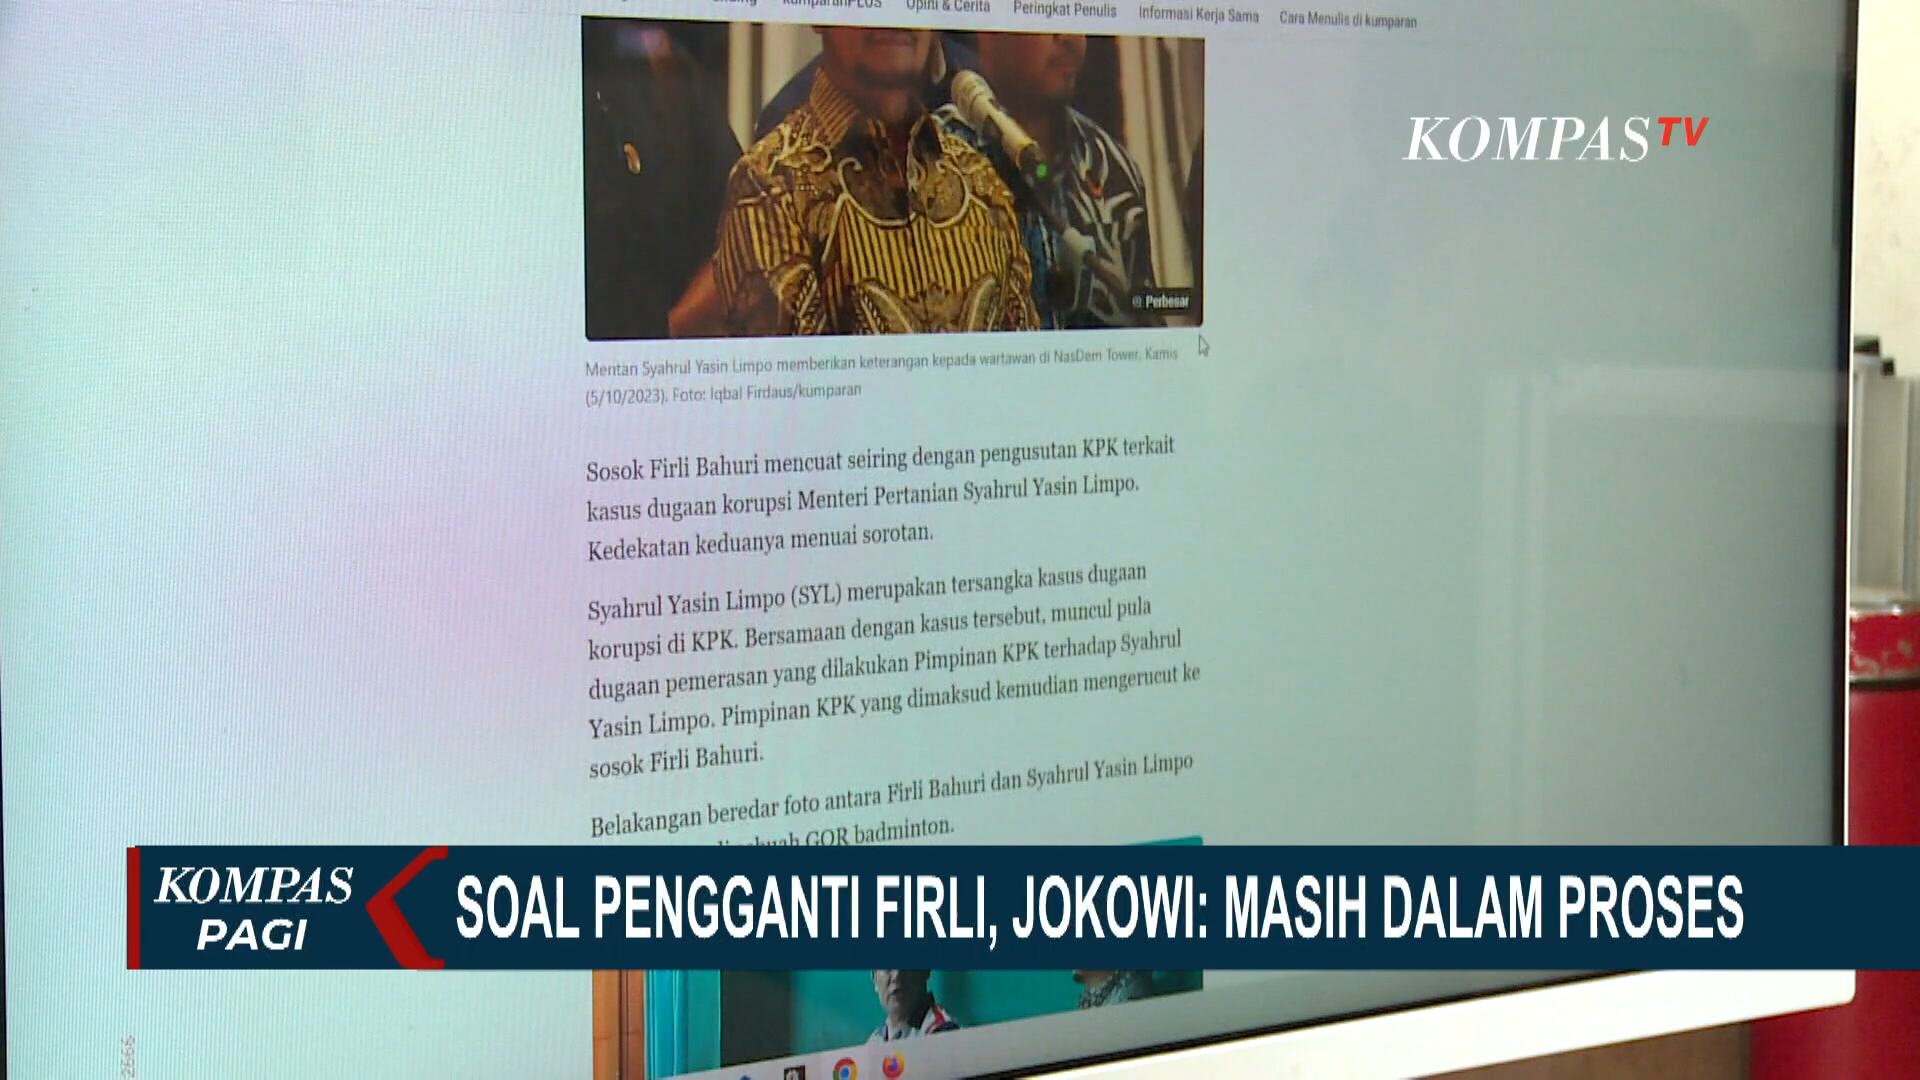 kumparanPLUS Opini & Cerita Peringkat Penulis Informasi Kerja Sama Cara Menulis di kumparan
KOMPAS TV
Perbesar
Mentan Syahrul Yasin Limpo memberikan keterangan kepada wartawan di NasDem Tower, Kamis
(5/10/2023). Foto: Iqbal Firdaus/kumparan
Sosok Firli Bahuri mencuat seiring dengan pengusutan KPK terkait
kasus dugaan korupsi Menteri Pertanian Syahrul Yasin Limpo.
Kedekatan keduanya menuai sorotan.
Syahrul Yasin Limpo (SYL) merupakan tersangka kasus dugaan
korupsi di KPK. Bersamaan dengan kasus tersebut, muncul pula
dugaan pemerasan yang dilakukan Pimpinan KPK terhadap Syahrul
Yasin Limpo. Pimpinan KPK yang dimaksud kemudian mengerucut ke
sosok Firli Bahuri.
Belakangan beredar foto antara Firli Bahuri dan Syahrul Yasin Limpo
GOR badminton.
KOMPAS
PAGI
SOAL PENGGANTI FIRLI, JOKOWI: MASIH DALAM PROSES
2666